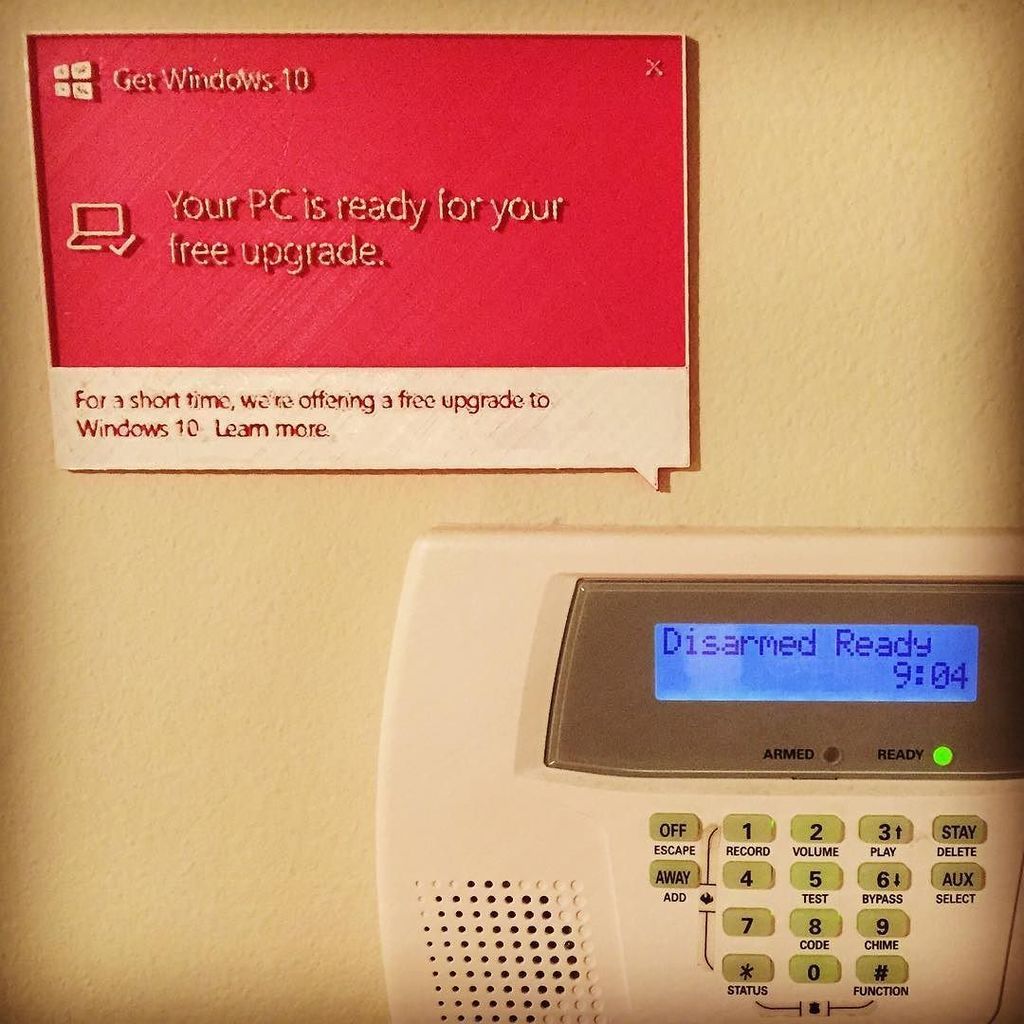 Get Windows 10
×
Your PC is ready for your
free upgrade.
For a short time, we're offering a free upgrade to
Windows 10 Learn more.
Disarmed Ready
9:04
ARMED READY
OFF 1 2 3↑ STAY
ESCAPE RECORD VOLUME PLAY DELETE
AWAY 4 5 6↓ AUX
ADD TEST BYPASS SELECT
7 8 9
CODE CHIME
* 0 #
STATUS FUNCTION